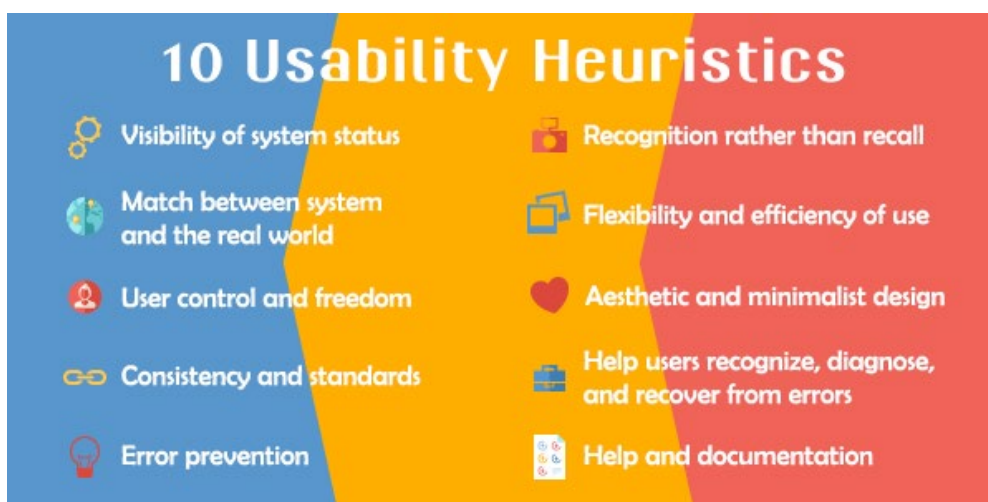 10 Usability Heuristics
Visibility of system status
Match between system
and the real world
User control and freedom
Consistency and standards
Error prevention
Recognition rather than recall
Flexibility and efficiency of use
Aesthetic and minimalist design
Help users recognize, diagnose,
and recover from errors
Help and documentation